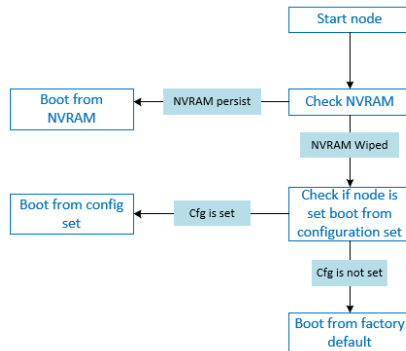 Start node
Boot from
NVRAM
NVRAM persist
Check NVRAM
NVRAM Wiped
Boot from config
set
Cfg is set
Check if node is
set boot from
configuration set
Cfg is not set
Boot from factory
default